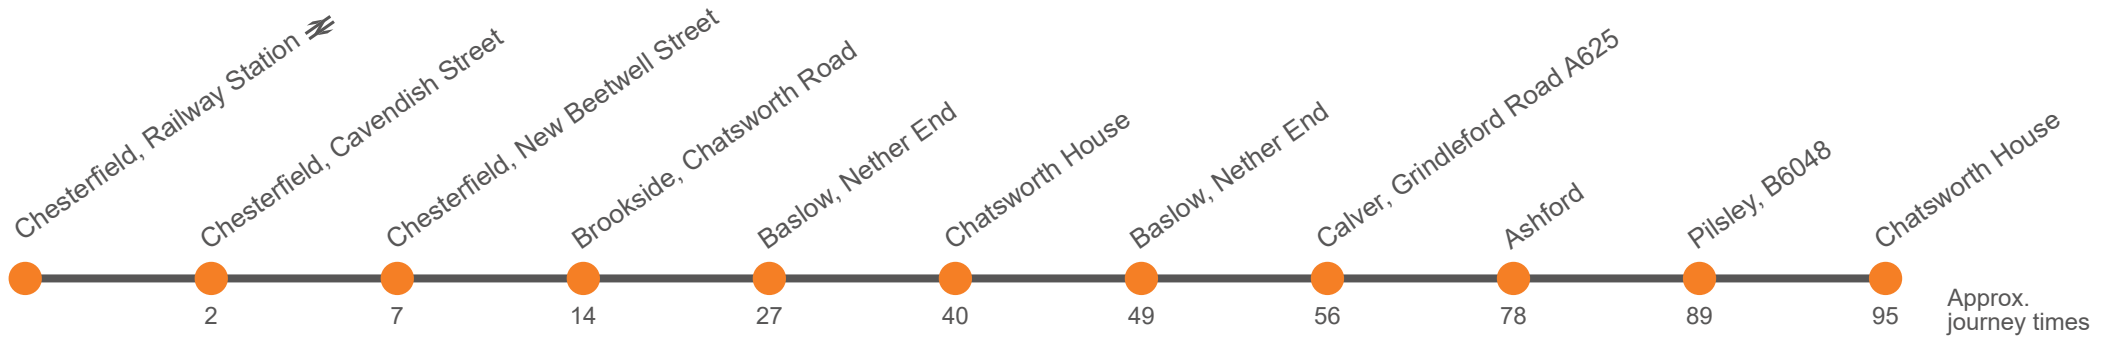 Chesterfield, Railway Station
Chesterfield, Cavendish Street
Chesterfield, New Beetwell Street
Brookside, Chatsworth Road
Baslow, Nether End
Chatsworth House
Baslow, Nether End
Calver, Grindleford Road A625
Ashford
Pilsley, B6048
Chatsworth House
2
7
14
27
40
49
56
78
89
95
Approx.
journey times